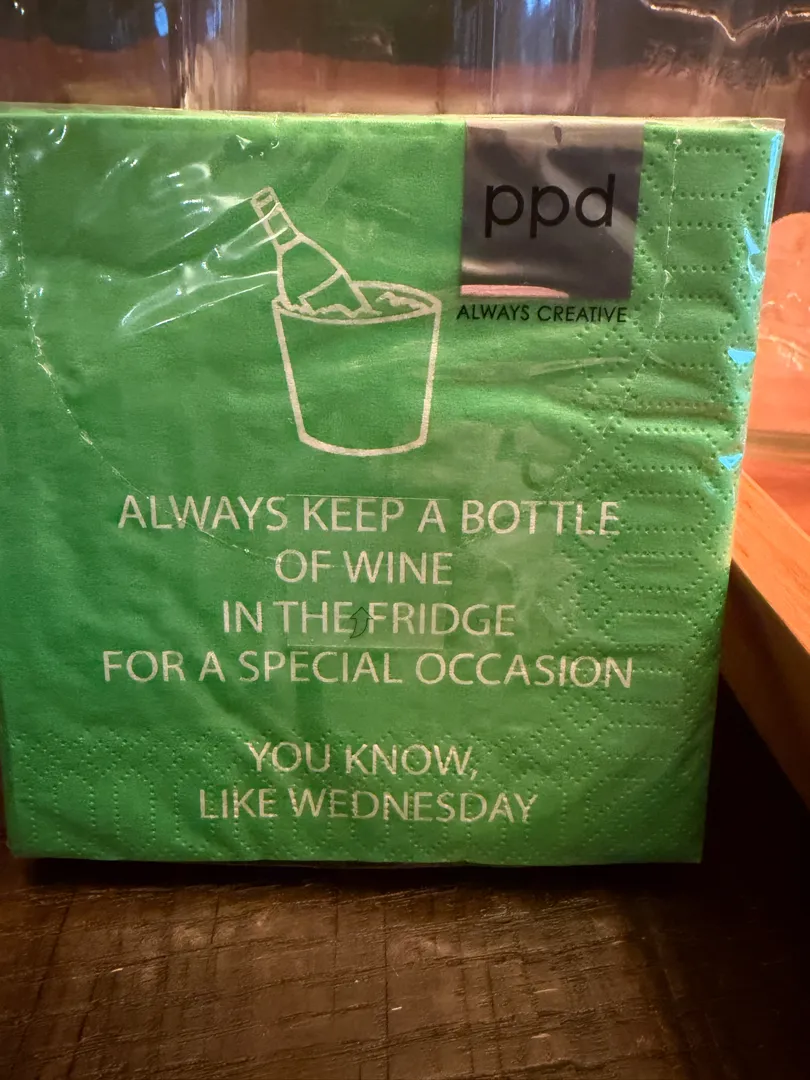 ppd
ALWAYS CREATIVE
ALWAYS KEEP A BOTTLE
OF WINE
IN THE FRIDGE
FOR A SPECIAL OCCASION
YOU KNOW,
LIKE WEDNESDAY